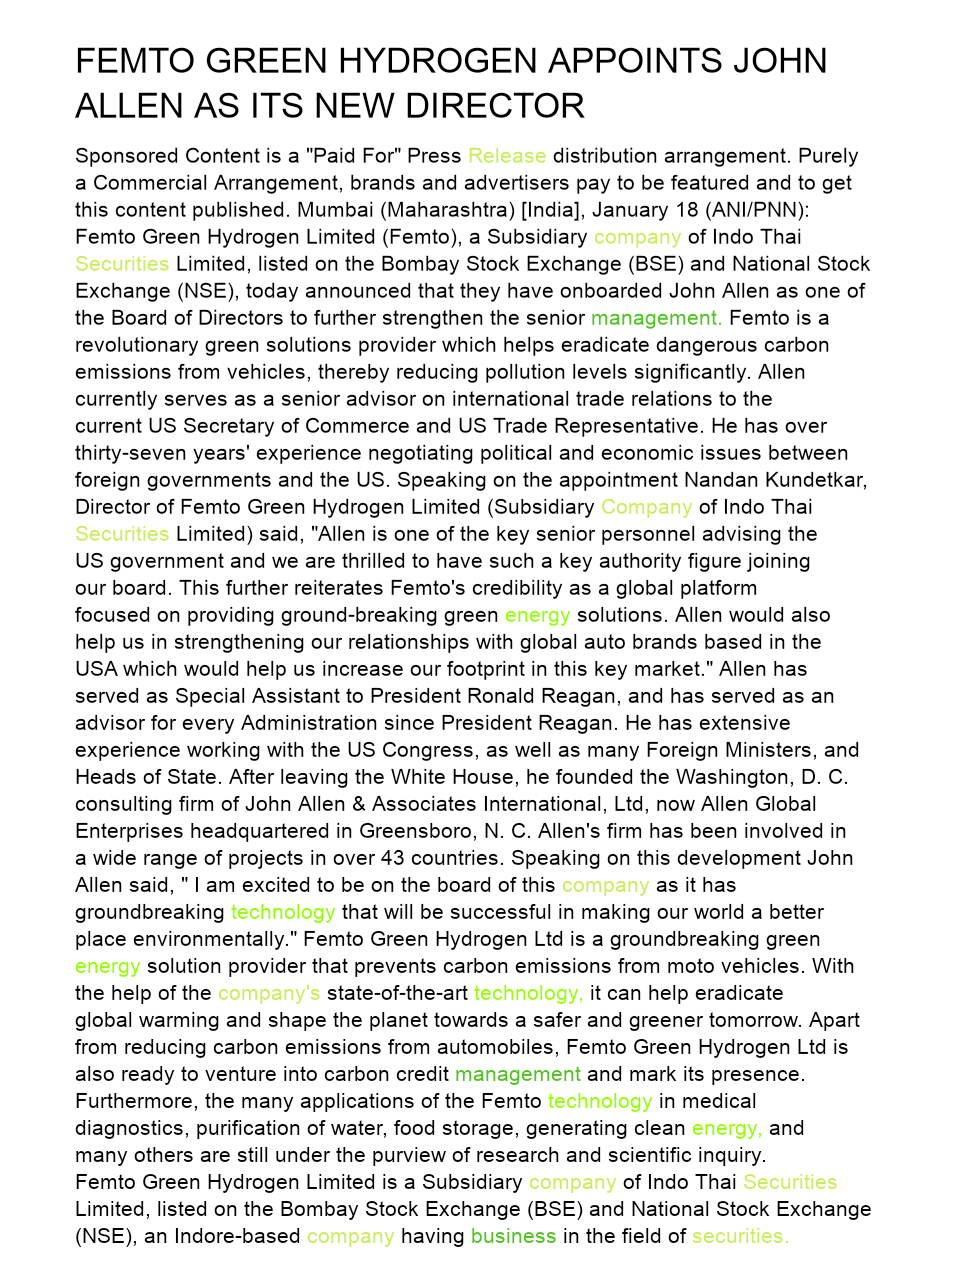 FEMTO GREEN HYDROGEN APPOINTS JOHN
ALLEN AS ITS NEW DIRECTOR
Sponsored Content is a "Paid For" Press Release distribution arrangement. Purely
a Commercial Arrangement, brands and advertisers pay to be featured and to get
this content published. Mumbai (Maharashtra) [India], January 18 (ANI/PNN):
Femto Green Hydrogen Limited (Femto), a Subsidiary company of Indo Thai
Securities Limited, listed on the Bombay Stock Exchange (BSE) and National Stock
Exchange (NSE), today announced that they have onboarded John Allen as one of
the Board of Directors to further strengthen the senior management. Femto is a
revolutionary green solutions provider which helps eradicate dangerous carbon
emissions from vehicles, thereby reducing pollution levels significantly. Allen
currently serves as a senior advisor on international trade relations to the
current US Secretary of Commerce and US Trade Representative. He has over
thirty-seven years' experience negotiating political and economic issues between
foreign governments and the US. Speaking on the appointment Nandan Kundetkar,
Director of Femto Green Hydrogen Limited (Subsidiary Company of Indo Thai
Securities Limited) said, "Allen is one of the key senior personnel advising the
US government and we are thrilled to have such a key authority figure joining
our board. This further reiterates Femto's credibility as a global platform
focused on providing ground-breaking green energy solutions. Allen would also
help us in strengthening our relationships with global auto brands based in the
USA which would help us increase our footprint in this key market." Allen has
served as Special Assistant to President Ronald Reagan, and has served as an
advisor for every Administration since President Reagan. He has extensive
experience working with the US Congress, as well as many Foreign Ministers, and
Heads of State. After leaving the White House, he founded the Washington, D. C.
consulting firm of John Allen & Associates International, Ltd, now Allen Global
Enterprises headquartered in Greensboro, N. C. Allen's firm has been involved in
a wide range of projects in over 43 countries. Speaking on this development John
Allen said, " I am excited to be on the board of this company as it has
groundbreaking technology that will be successful in making our world a better
place environmentally." Femto Green Hydrogen Ltd is a groundbreaking green
energy solution provider that prevents carbon emissions from moto vehicles. With
the help of the company's state-of-the-art technology, it can help eradicate
global warming and shape the planet towards a safer and greener tomorrow. Apart
from reducing carbon emissions from automobiles, Femto Green Hydrogen Ltd is
also ready to venture into carbon credit management and mark its presence.
Furthermore, the many applications of the Femto technology in medical
diagnostics, purification of water, food storage, generating clean energy, and
many others are still under the purview of research and scientific inquiry.
Femto Green Hydrogen Limited is a Subsidiary company of Indo Thai Securities
Limited, listed on the Bombay Stock Exchange (BSE) and National Stock Exchange
(NSE), an Indore-based company having business in the field of securities.